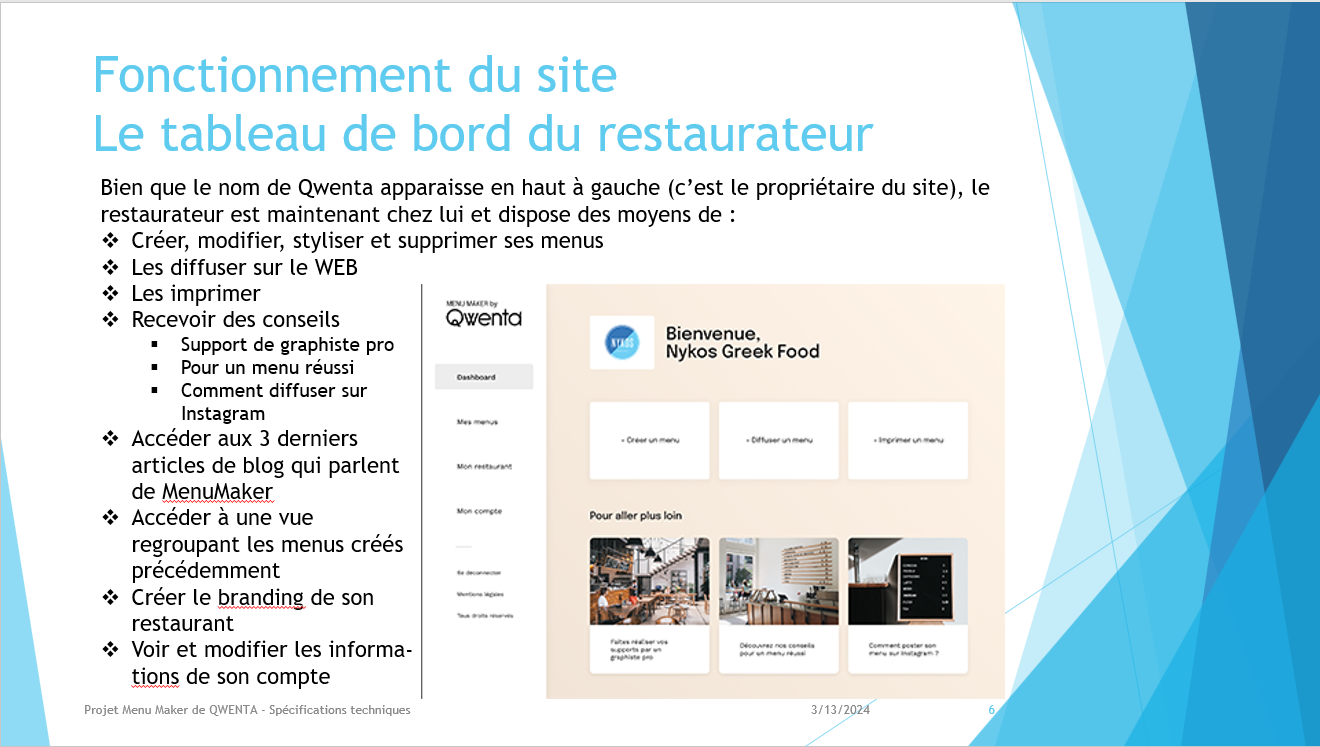 Fonctionnement du site
Le tableau de bord du restaurateur
Bien que le nom de Qwenta apparaisse en haut à gauche (c’est le propriétaire du site), le
restaurateur est maintenant chez lui et dispose des moyens de :
❖ Créer, modifier, styliser et supprimer ses menus
❖ Les diffuser sur le WEB
❖ Les imprimer
❖ Recevoir des conseils
▪ Support de graphiste pro
▪ Pour un menu réussi
▪ Comment diffuser sur
Instagram
❖ Accéder aux 3 derniers
articles de blog qui parlent
de MenuMaker
❖ Accéder à une vue
regroupant les menus créés
précédemment
❖ Créer le branding de son
restaurant
❖ Voir et modifier les informa-
tions de son compte
MENU MAKER by
Qwenta
Dashboard
Mes menus
Mon restaurant
Mon compte
Se déconnecter
Mentions légales
Tous droits réservés
NYKOS
Bienvenue,
Nykos Greek Food
+ Créer un menu
+ Diffuser un menu
+ Imprimer un menu
Pour aller plus loin
Faites réaliser vos
supports par un
graphiste pro
Découvrez nos conseils
pour un menu réussi
Comment poster son
menu sur Instagram ?
Projet Menu Maker de QWENTA - Spécifications techniques
3/13/2024
6